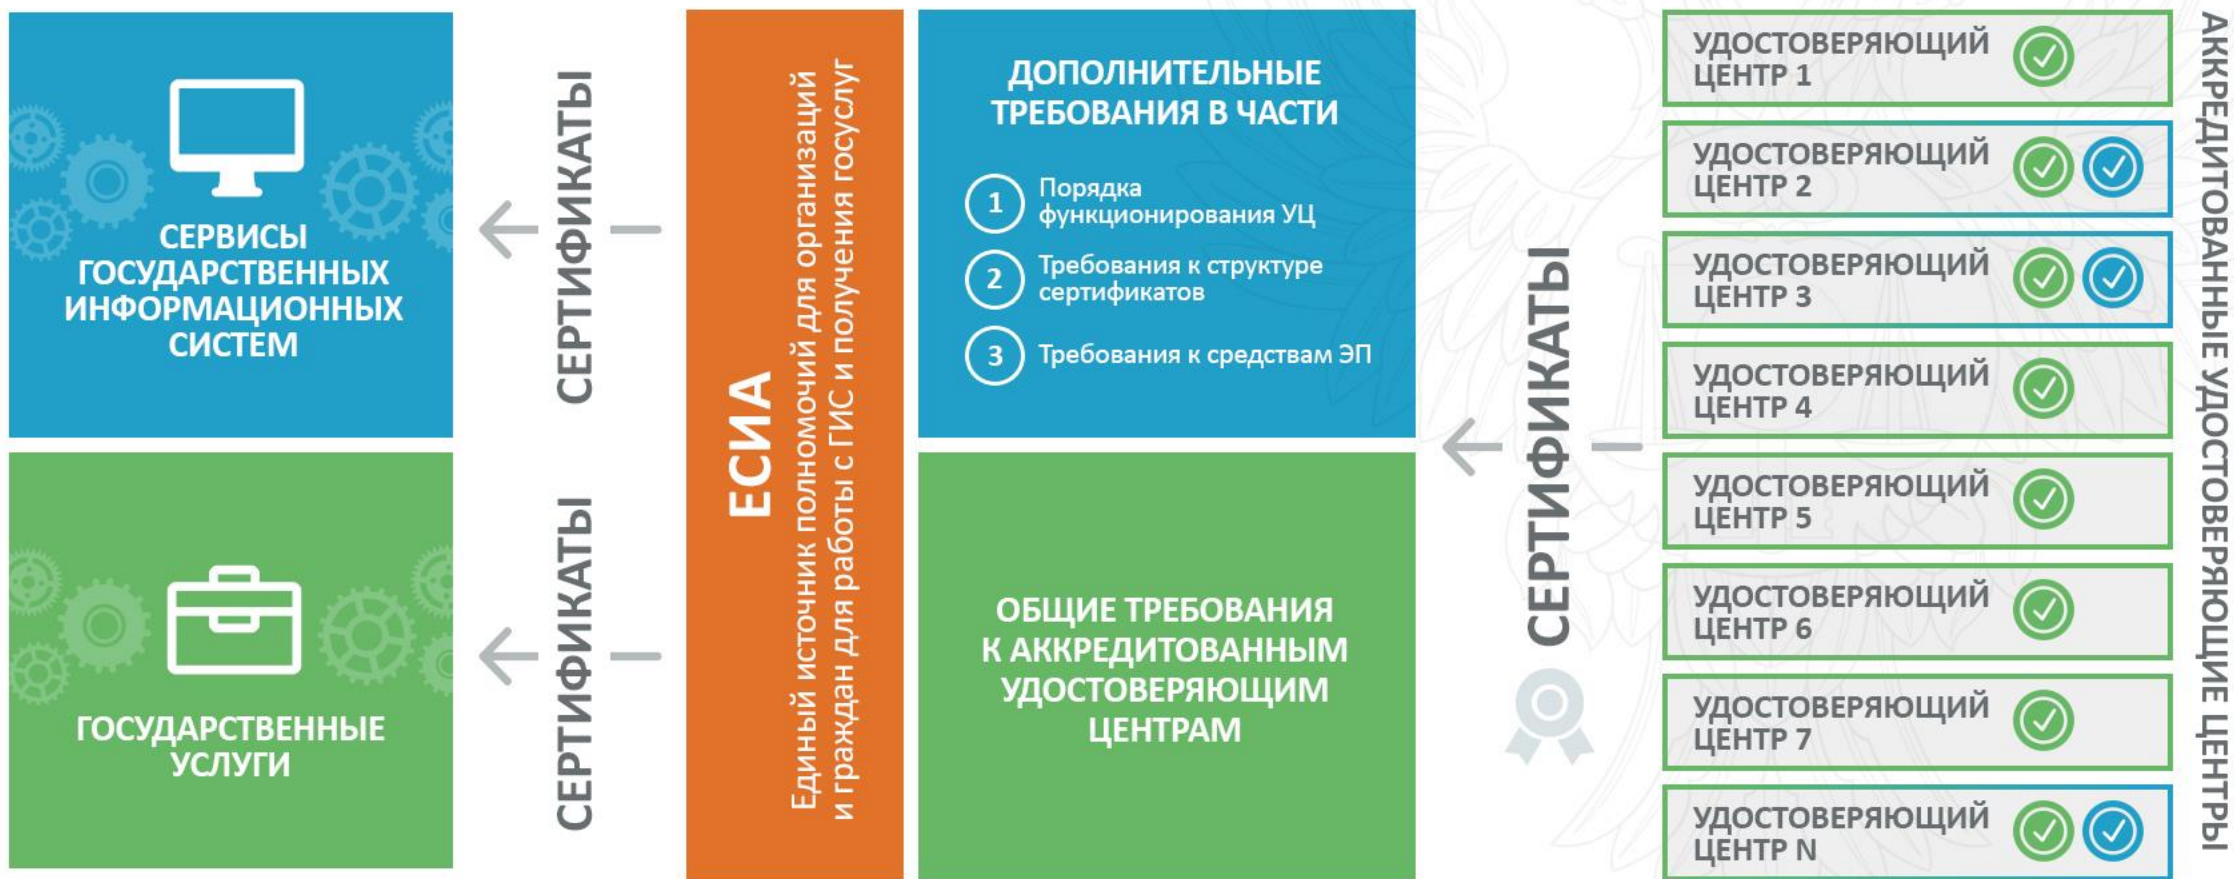 СЕРВИСЫ
ГОСУДАРСТВЕННЫХ
ИНФОРМАЦИОННЫХ
СИСТЕМ
ГОСУДАРСТВЕННЫЕ
УСЛУГИ
СЕРТИФИКАТЫ
СЕРТИФИКАТЫ
ЕСИА
Единый источник полномочий для организаций
и граждан для работы с ГИС и получения госуслуг
ДОПОЛНИТЕЛЬНЫЕ
ТРЕБОВАНИЯ В ЧАСТИ
1 Порядка
функционирования УЦ
2 Требования к структуре
сертификатов
3 Требования к средствам ЭП
ОБЩИЕ ТРЕБОВАНИЯ
К АККРЕДИТОВАННЫМ
УДОСТОВЕРЯЮЩИМ
ЦЕНТРАМ
СЕРТИФИКАТЫ
УДОСТОВЕРЯЮЩИЙ
ЦЕНТР 1
УДОСТОВЕРЯЮЩИЙ
ЦЕНТР 2
УДОСТОВЕРЯЮЩИЙ
ЦЕНТР 3
УДОСТОВЕРЯЮЩИЙ
ЦЕНТР 4
УДОСТОВЕРЯЮЩИЙ
ЦЕНТР 5
УДОСТОВЕРЯЮЩИЙ
ЦЕНТР 6
УДОСТОВЕРЯЮЩИЙ
ЦЕНТР 7
УДОСТОВЕРЯЮЩИЙ
ЦЕНТР N
АККРЕДИТОВАННЫЕ УДОСТОВЕРЯЮЩИЕ ЦЕНТРЫ